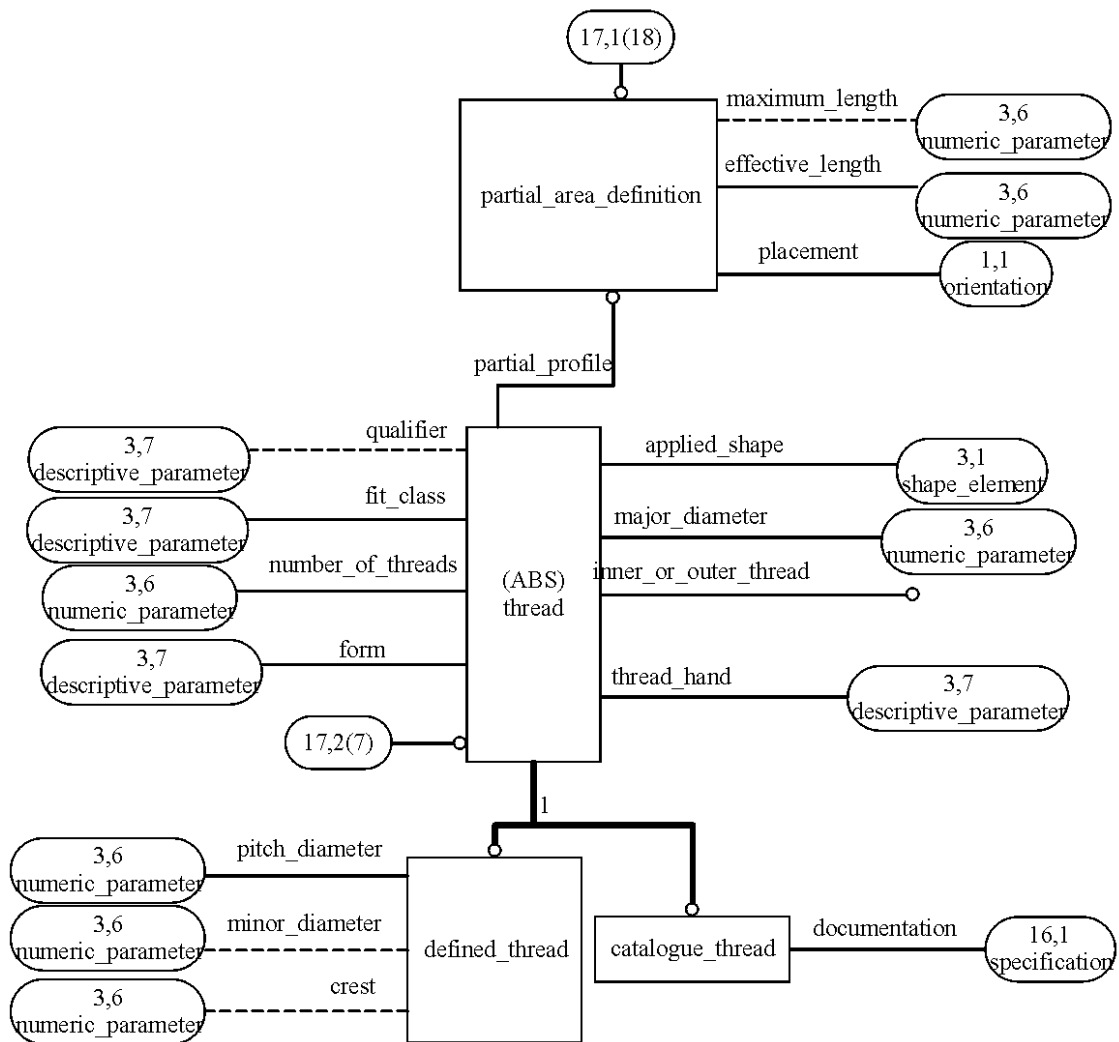 17,1(18)
maximum_length
3,6
numeric_parameter
effective_length
3,6
numeric_parameter
partial_area_definition
placement
1,1
orientation
partial_profile
qualifier
3,7
descriptive_parameter
fit_class
3,7
descriptive_parameter
number_of_threads
3,6
numeric_parameter
form
3,7
descriptive_parameter
17,2(7)
(ABS)
thread
applied_shape
3,1
shape_element
major_diameter
3,6
numeric_parameter
inner_or_outer_thread
thread_hand
3,7
descriptive_parameter
1
pitch_diameter
3,6
numeric_parameter
minor_diameter
3,6
numeric_parameter
crest
3,6
numeric_parameter
defined_thread
catalogue_thread
documentation
16,1
specification